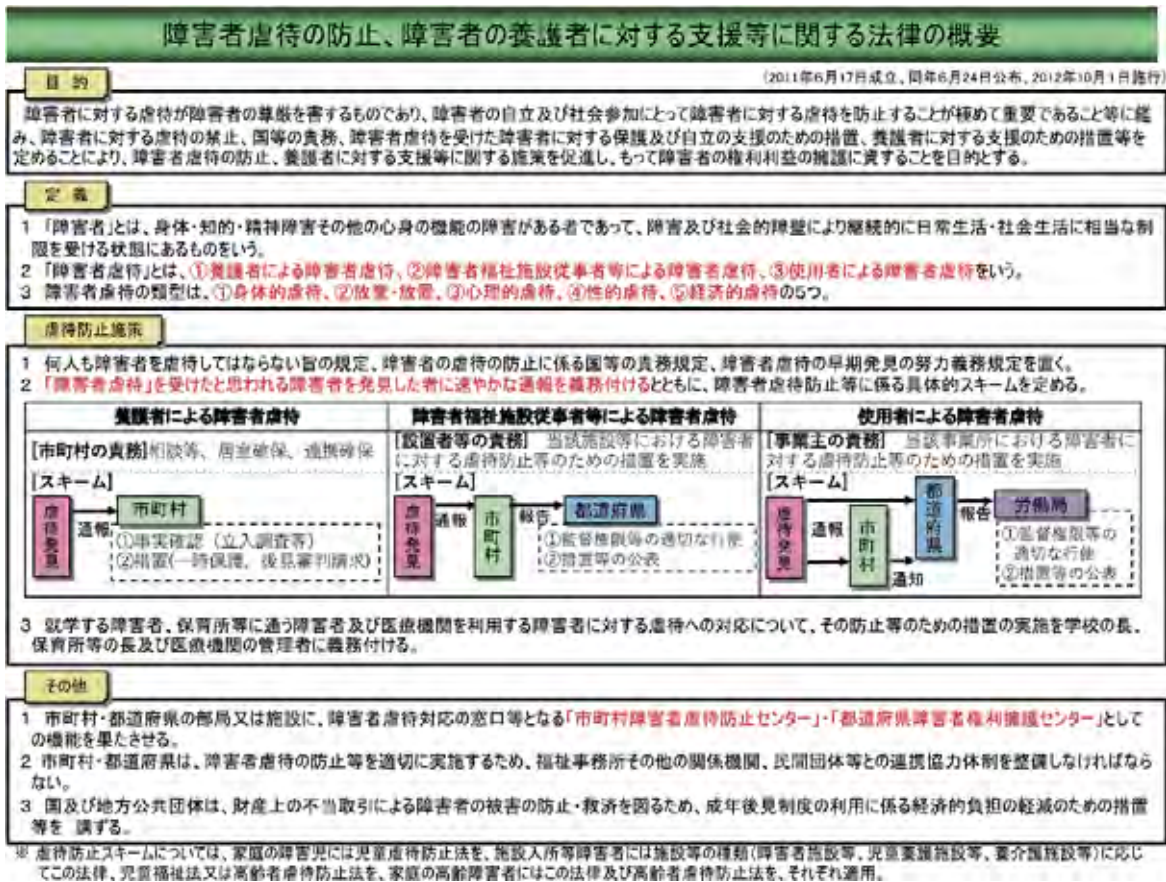 障害者虐待の防止、障害者の養護者に対する支援等に関する法律の概要
(2011年6月17日成立、同年6月24日公布、2012年10月1日施行)
目 的
障害者に対する虐待が障害者の尊厳を害するものであり、障害者の自立及び社会参加にとって障害者に対する虐待を防止することが極めて重要であること等に鑑
み、障害者に対する虐待の禁止、国等の責務、障害者虐待を受けた障害者に対する保護及び自立の支援のための措置、養護者に対する支援のための措置等を
定めることにより、障害者虐待の防止、養護者に対する支援等に関する施策を促進し、もって障害者の権利利益の擁護に資することを目的とする。
定 義
1 「障害者」とは、身体・知的・精神障害その他の心身の機能の障害がある者であって、障害及び社会的障壁により継続的に日常生活・社会生活に相当な制
限を受ける状態にあるものをいう。
2 「障害者虐待」とは、①養護者による障害者虐待、②障害者福祉施設従事者等による障害者虐待、③使用者による障害者虐待をいう。
3 障害者虐待の類型は、①身体的虐待、②放棄・放置、③心理的虐待、④性的虐待、⑤経済的虐待の5つ。
虐待防止施策
1 何人も障害者を虐待してはならない旨の規定、障害者の虐待の防止に係る国等の責務規定、障害者虐待の早期発見の努力義務規定を置く。
2 「障害者虐待」を受けたと思われる障害者を発見した者に速やかな通報を義務付けるとともに、障害者虐待防止等に係る具体的スキームを定める。
養護者による障害者虐待
[市町村の責務]相談等、居室確保、連携確保
[スキーム]
虐待発見
通報
市町村
①事実確認(立入調査等)
②措置(一時保護、後見審判請求)
障害者福祉施設従事者等による障害者虐待
[設置者等の責務] 当該施設等における障害者
に対する虐待防止等のための措置を実施
[スキーム]
虐待発見
通報
市町村
報告
都道府県
①監督権限等の適切な行使
②措置等の公表
使用者による障害者虐待
[事業主の責務] 当該事業所における障害者に
対する虐待防止等のための措置を実施
[スキーム]
虐待発見
通報
市町村
通知
都道府県
報告
労働局
①監督権限等の
適切な行使
②措置等の公表
3 就学する障害者、保育所等に通う障害者及び医療機関を利用する障害者に対する虐待への対応について、その防止等のための措置の実施を学校の長、
保育所等の長及び医療機関の管理者に義務付ける。
その他
1 市町村・都道府県の部局又は施設に、障害者虐待対応の窓口等となる「市町村障害者虐待防止センター」・「都道府県障害者権利擁護センター」として
の機能を果たさせる。
2 市町村・都道府県は、障害者虐待の防止等を適切に実施するため、福祉事務所その他の関係機関、民間団体等との連携協力体制を整備しなければなら
ない。
3 国及び地方公共団体は、財産上の不当取引による障害者の被害の防止・救済を図るため、成年後見制度の利用に係る経済的負担の軽減のための措置
等を 講ずる。
※ 虐待防止スキームについては、家庭の障害児には児童虐待防止法を、施設入所等障害者には施設等の種類(障害者施設等、児童養護施設等、養介護施設等)に応じ
てこの法律、児童福祉法又は高齢者虐待防止法を、家庭の高齢障害者にはこの法律及び高齢者虐待防止法を、それぞれ適用。